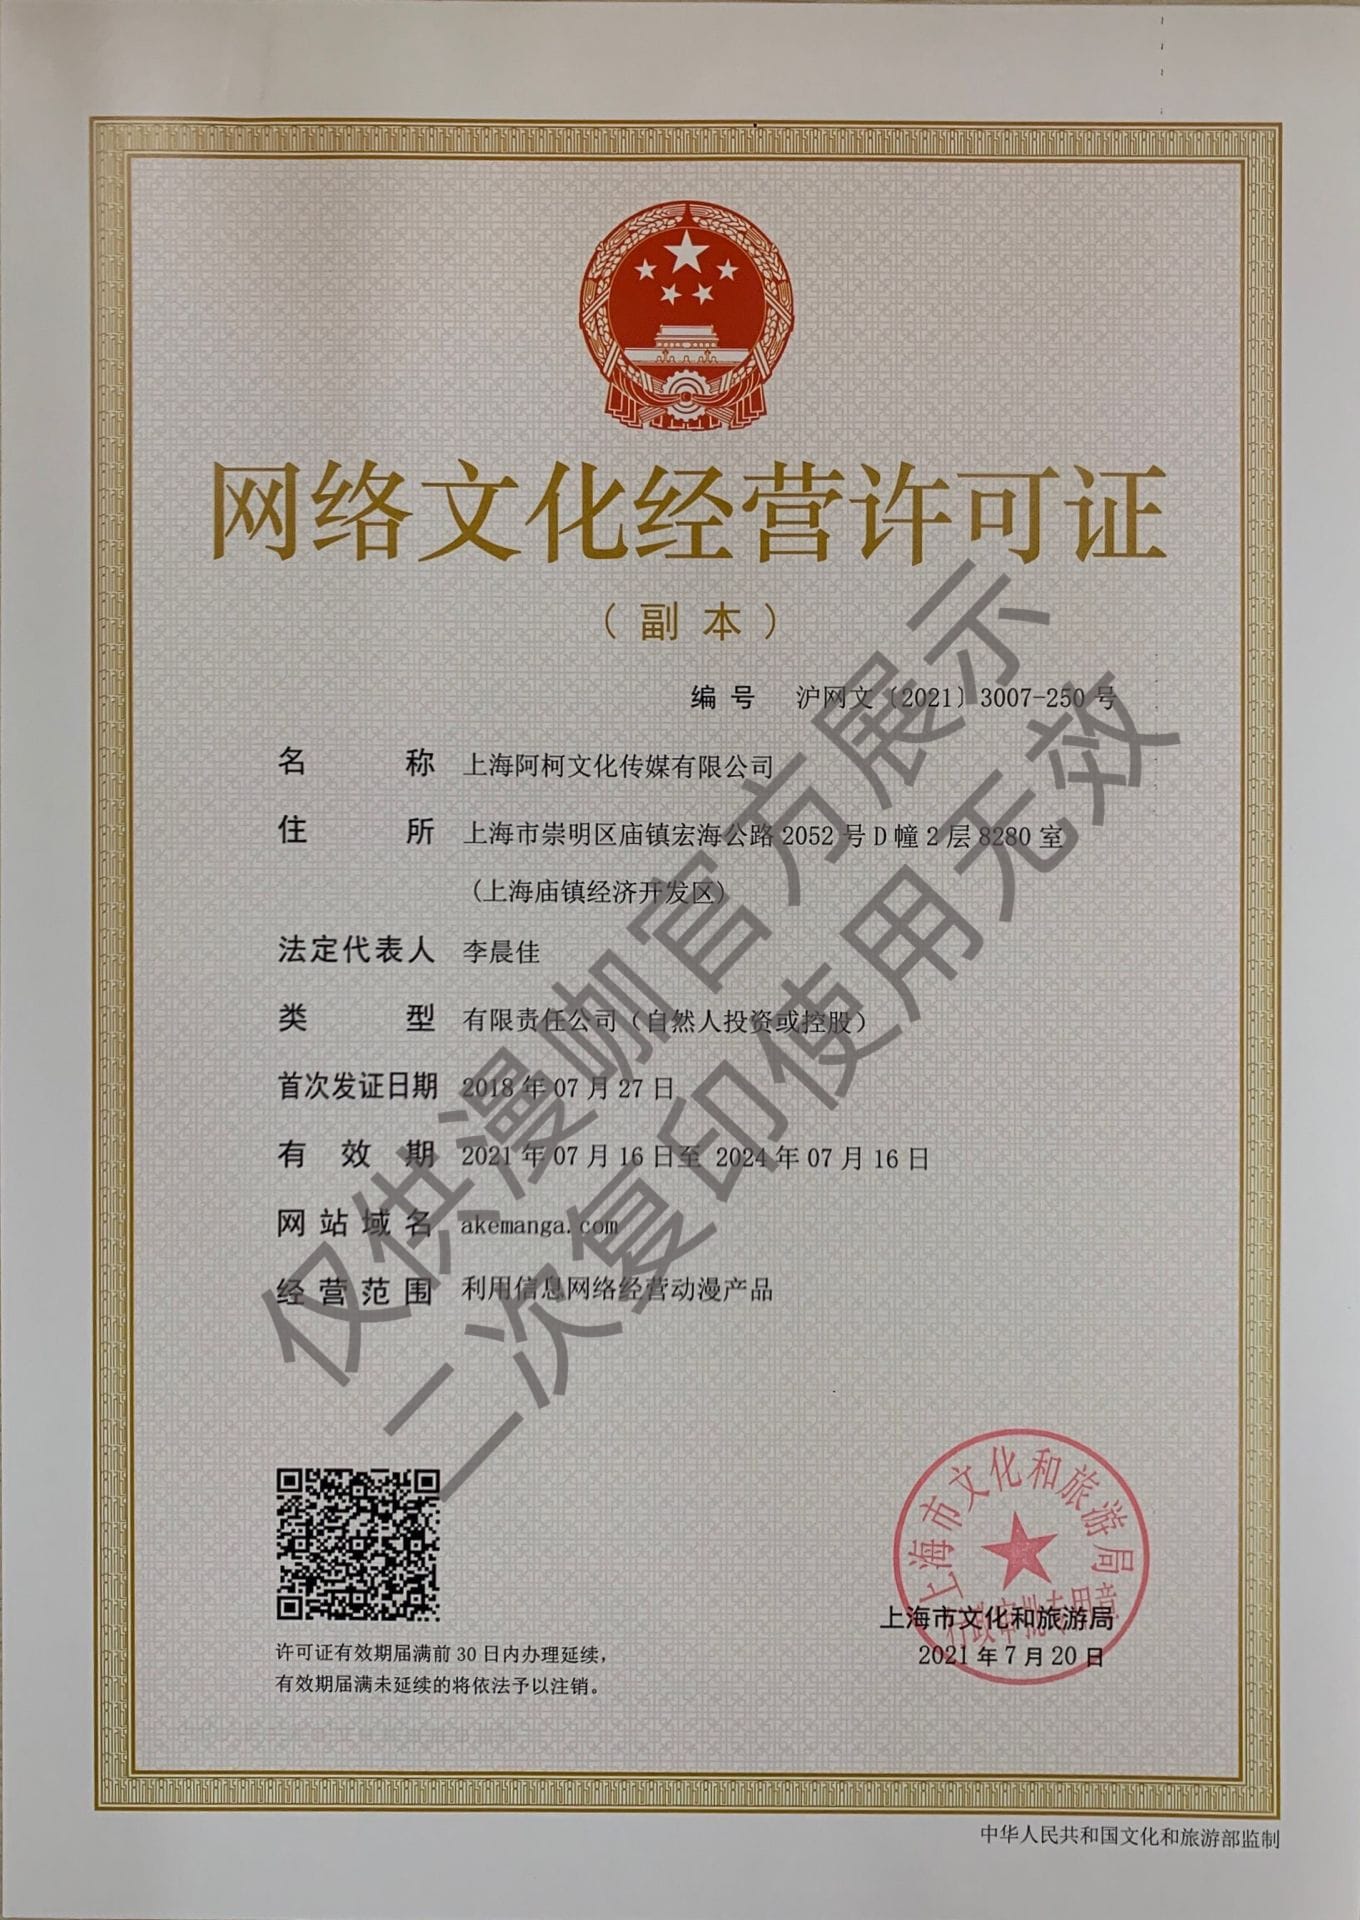 网络文化经营许可证
（副本）
编号 沪网文〔2021〕3007-250号
名称 上海阿柯文化传媒有限公司
住所 上海市崇明区庙镇宏海公路2052号D幢2层8280室
(上海庙镇经济开发区)
法定代表人 李晨佳
类型 有限责任公司（自然人投资或控股）
首次发证日期 2018年07月27日
有效期 2021年07月16日至 2024年07月16日
网站域名 akemanga.com
经营范围 利用信息网络经营动漫产品
仅供漫咖官方展示
二次复印使用无效
上海市文化和旅游局
行政审批专用章
上海市文化和旅游局
2021年7月20日
许可证有效期届满前30日内办理延续，
有效期届满未延续的将依法予以注销。
中华人民共和国文化和旅游部监制